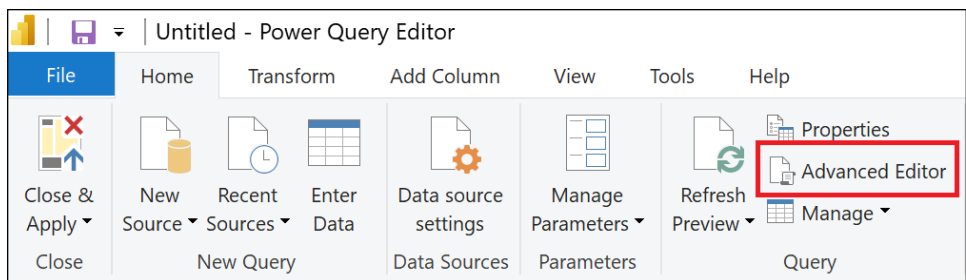 Untitled - Power Query Editor
File Home Transform Add Column View Tools Help
Close & Apply
New Source
Recent Sources
Enter Data
Data source settings
Manage Parameters
Refresh Preview
Properties
Advanced Editor
Manage
Close New Query Data Sources Parameters Query